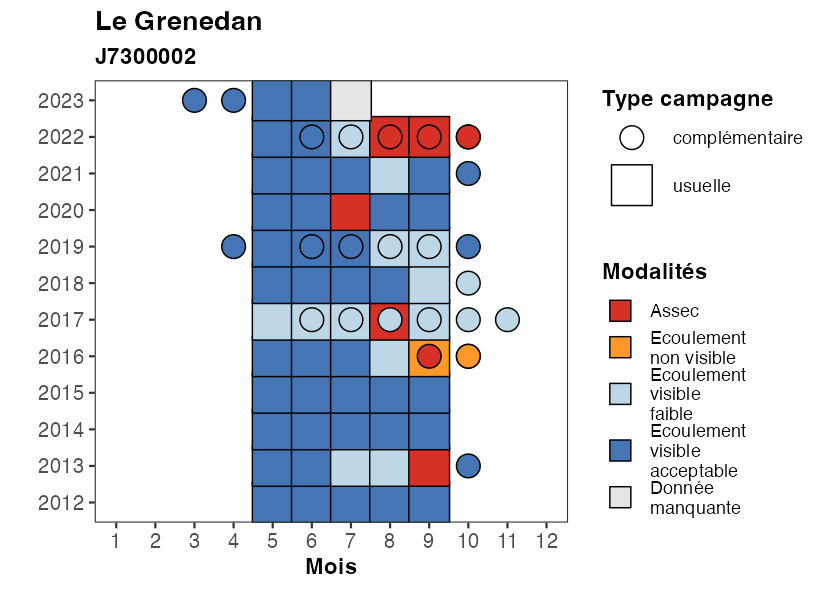 Le Grenedan
J7300002
2023
2022
2021
2020
2019
2018
2017
2016
2015
2014
2013
2012
1 2 3 4 5 6 7 8 9 10 11 12
Mois
Type campagne
complémentaire
usuelle
Modalités
Assec
Ecoulement
non visible
Ecoulement
visible
faible
Ecoulement
visible
acceptable
Donnée
manquante